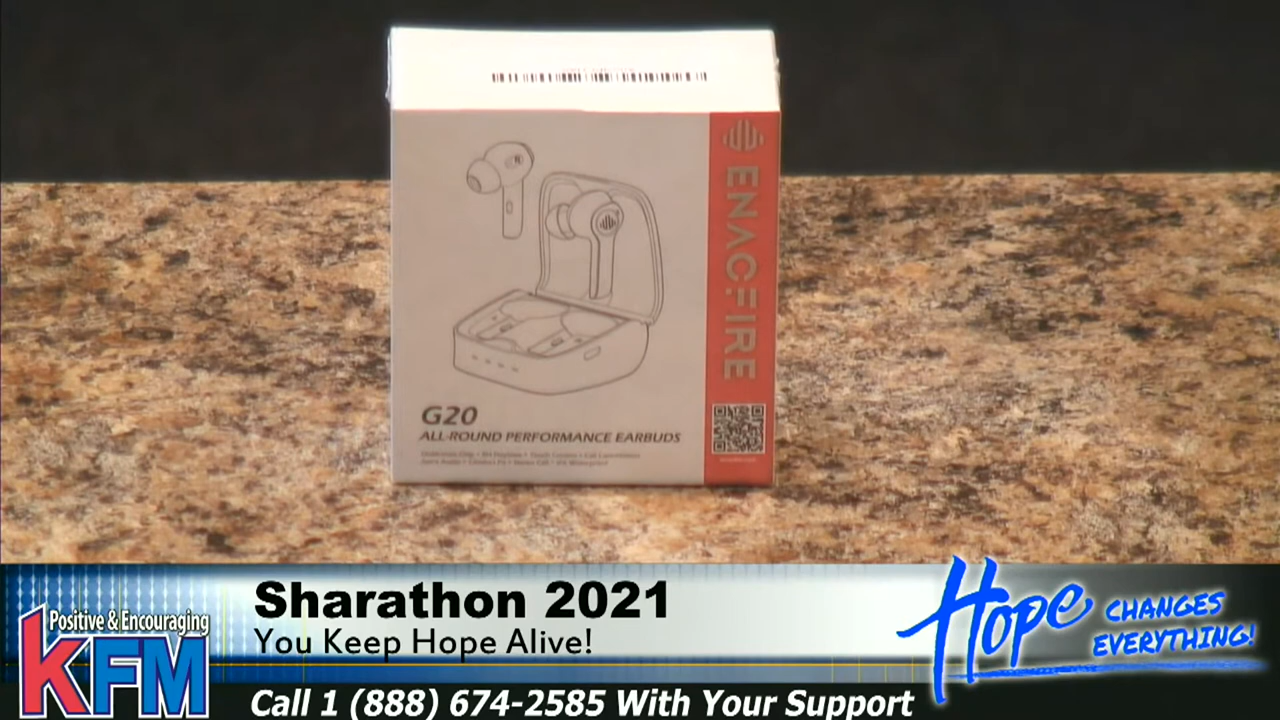 ENACFIRE
G20
ALL-ROUND PERFORMANCE EARBUDS
Sharathon 2021
You Keep Hope Alive!
Positive & Encouraging
KFM
Hope CHANGES
EVERYTHING!
Call 1 (888) 674-2585 With Your Support